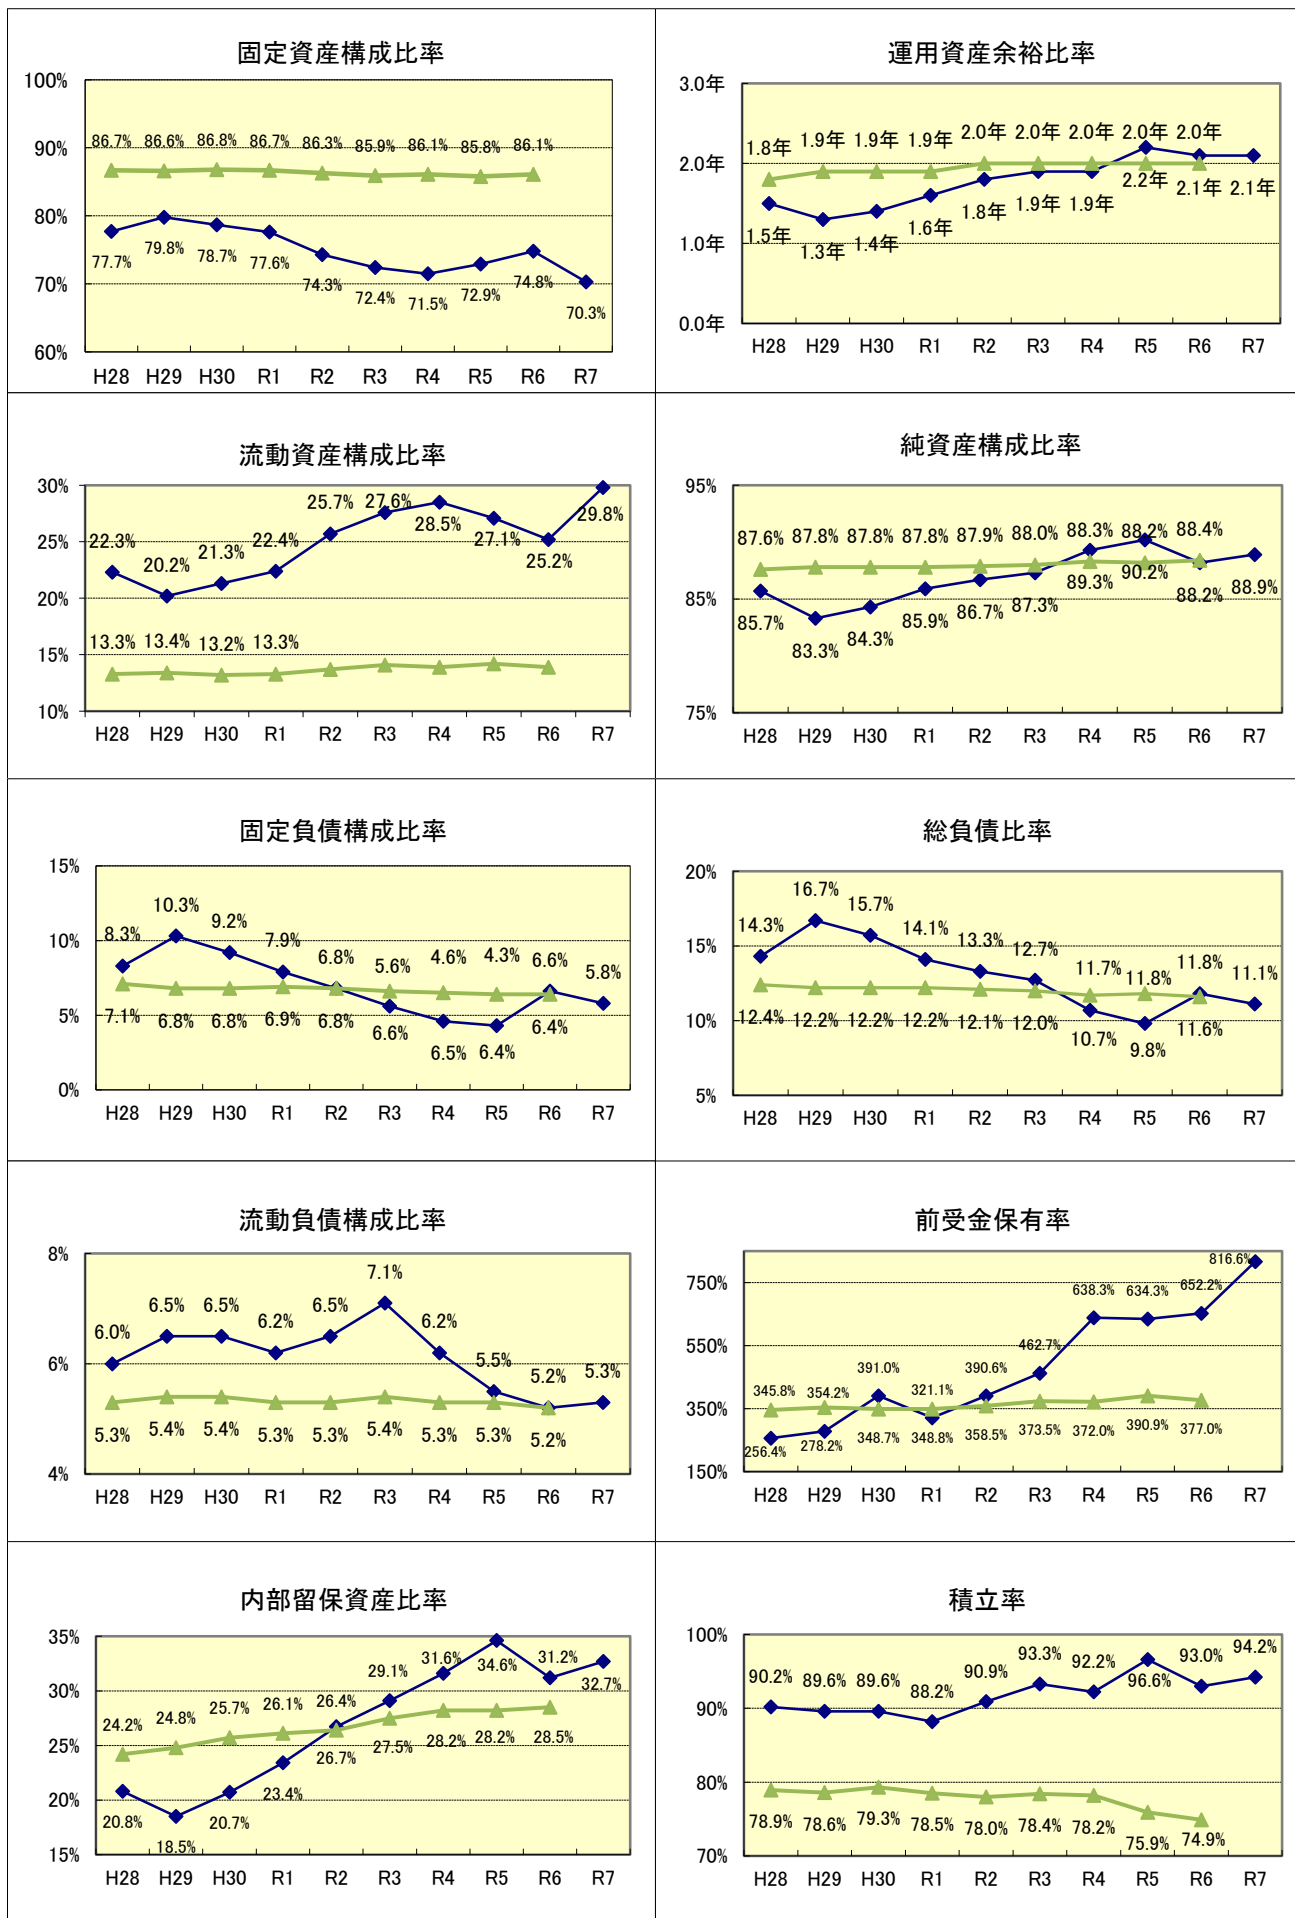 固定資産構成比率
100%
90%
80%
70%
60%
86.7% 86.6% 86.8% 86.7% 86.3% 85.9% 86.1% 85.8% 86.1%
77.7% 79.8% 78.7% 77.6% 74.3% 72.4% 71.5% 72.9% 74.8% 70.3%
H28 H29 H30 R1 R2 R3 R4 R5 R6 R7
運用資産余裕比率
3.0年
2.0年
1.0年
0.0年
1.8年 1.9年 1.9年 1.9年 2.0年 2.0年 2.0年 2.0年 2.0年
1.5年 1.3年 1.4年 1.6年 1.8年 1.9年 1.9年 2.2年 2.1年 2.1年
H28 H29 H30 R1 R2 R3 R4 R5 R6 R7
流動資産構成比率
30%
25%
20%
15%
10%
22.3% 20.2% 21.3% 22.4% 25.7% 27.6% 28.5% 27.1% 25.2% 29.8%
13.3% 13.4% 13.2% 13.3%
H28 H29 H30 R1 R2 R3 R4 R5 R6 R7
純資産構成比率
95%
85%
75%
87.6% 87.8% 87.8% 87.8% 87.9% 88.0% 88.3% 88.2% 88.4%
85.7% 83.3% 84.3% 85.9% 86.7% 87.3% 89.3% 90.2% 88.2% 88.9%
H28 H29 H30 R1 R2 R3 R4 R5 R6 R7
固定負債構成比率
15%
10%
5%
0%
8.3% 10.3% 9.2% 7.9% 6.8% 5.6% 4.6% 4.3% 6.6% 5.8%
7.1% 6.8% 6.8% 6.9% 6.8% 6.6% 6.5% 6.4% 6.4%
H28 H29 H30 R1 R2 R3 R4 R5 R6 R7
総負債比率
20%
15%
10%
5%
14.3% 16.7% 15.7% 14.1% 13.3% 12.7% 11.7% 11.8% 11.8% 11.1%
12.4% 12.2% 12.2% 12.2% 12.1% 12.0% 10.7% 9.8% 11.6%
H28 H29 H30 R1 R2 R3 R4 R5 R6 R7
流動負債構成比率
8%
6%
4%
6.0% 6.5% 6.5% 6.2% 6.5% 7.1% 6.2% 5.5% 5.2% 5.3%
5.3% 5.4% 5.4% 5.3% 5.3% 5.4% 5.3% 5.3% 5.2%
H28 H29 H30 R1 R2 R3 R4 R5 R6 R7
前受金保有率
750%
550%
350%
150%
345.8% 354.2% 391.0% 321.1% 390.6% 462.7% 638.3% 634.3% 652.2% 816.6%
256.4% 278.2% 348.7% 348.8% 358.5% 373.5% 372.0% 390.9% 377.0%
H28 H29 H30 R1 R2 R3 R4 R5 R6 R7
内部留保資産比率
35%
30%
25%
20%
15%
24.2% 24.8% 25.7% 26.1% 26.4% 29.1% 31.6% 34.6% 31.2% 32.7%
20.8% 18.5% 20.7% 23.4% 26.7% 27.5% 28.2% 28.2% 28.5%
H28 H29 H30 R1 R2 R3 R4 R5 R6 R7
積立率
100%
90%
80%
70%
90.2% 89.6% 89.6% 88.2% 90.9% 93.3% 92.2% 96.6% 93.0% 94.2%
78.9% 78.6% 79.3% 78.5% 78.0% 78.4% 78.2% 75.9% 74.9%
H28 H29 H30 R1 R2 R3 R4 R5 R6 R7